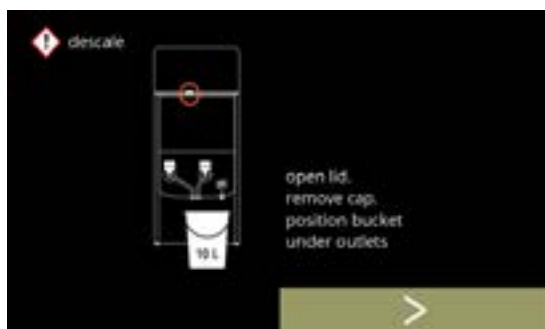 descale
open lid.
remove cap.
position bucket
under outlets
10 L